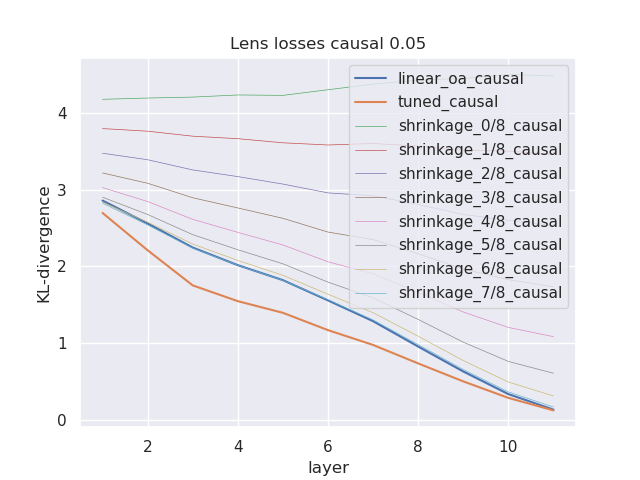 Lens losses causal 0.05
linear_oa_causal
tuned_causal
shrinkage_0/8_causal
shrinkage_1/8_causal
shrinkage_2/8_causal
shrinkage_3/8_causal
shrinkage_4/8_causal
shrinkage_5/8_causal
shrinkage_6/8_causal
shrinkage_7/8_causal
KL-divergence
4
3
2
1
0
2
4
6
8
10
layer